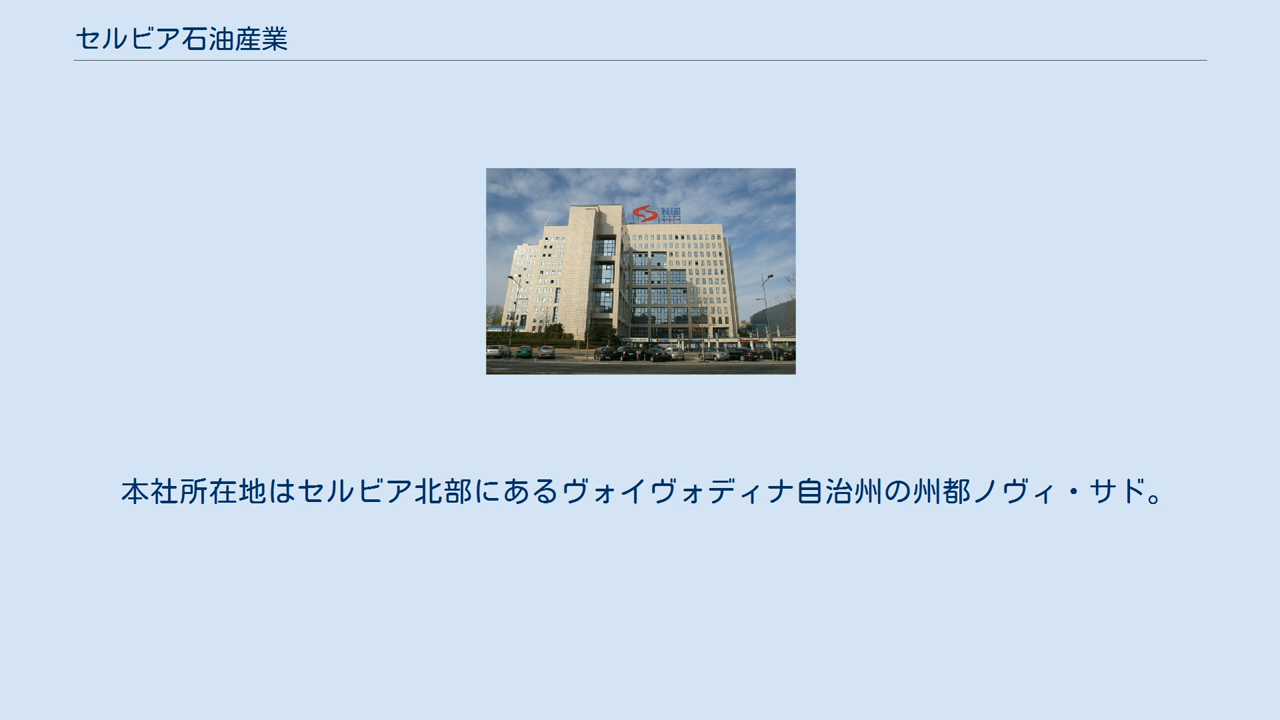 セルビア石油産業
NIS
本社所在地はセルビア北部にあるヴォイヴォディナ自治州の州都ノヴィ・サド。